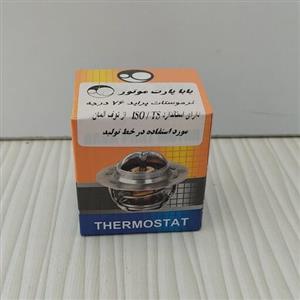 بابا پارت موتور
ترموستات پراید ۷۶ درجه
دارای استاندارد ISO / TS از توف آلمان
مورد استفاده در خط تولید
THERMOSTAT